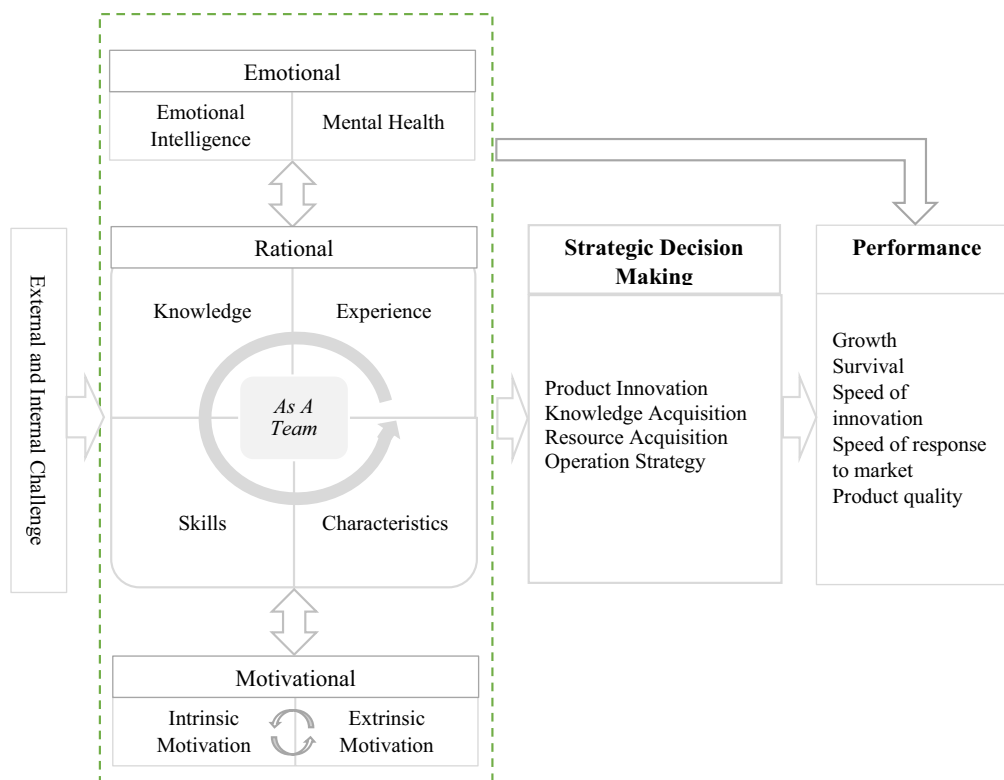 Emotional
Emotional
Intelligence
Mental Health
External and Internal Challenge
Rational
Knowledge
Experience
As A
Team
Skills
Characteristics
Motivational
Intrinsic
Motivation
Extrinsic
Motivation
Strategic Decision
Making
Product Innovation
Knowledge Acquisition
Resource Acquisition
Operation Strategy
Performance
Growth
Survival
Speed of
innovation
Speed of response
to market
Product quality